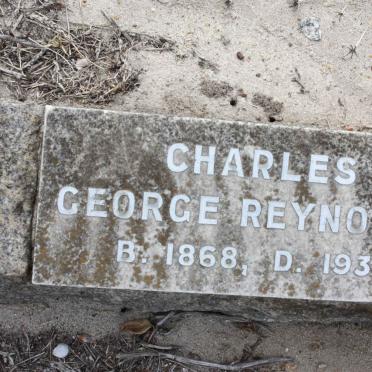 CHARLES
GEORGE REYNO
B. 1868, D. 193